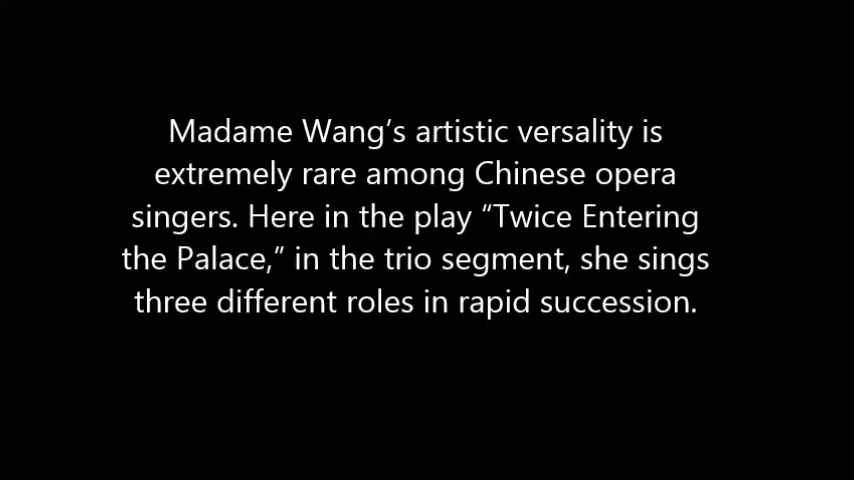 Madame Wang’s artistic versality is
extremely rare among Chinese opera
singers. Here in the play “Twice Entering
the Palace,” in the trio segment, she sings
three different roles in rapid succession.